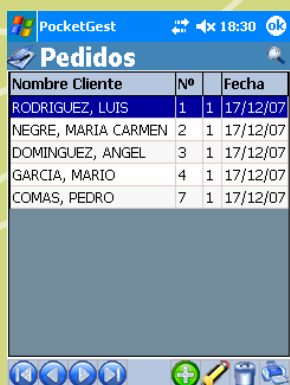 PocketGest 18:30 ok
Pedidos
Nombre Cliente Nº Fecha
RODRIGUEZ, LUIS 1 1 17/12/07
NEGRE, MARIA CARMEN 2 1 17/12/07
DOMINGUEZ, ANGEL 3 1 17/12/07
GARCIA, MARIO 4 1 17/12/07
COMAS, PEDRO 7 1 17/12/07